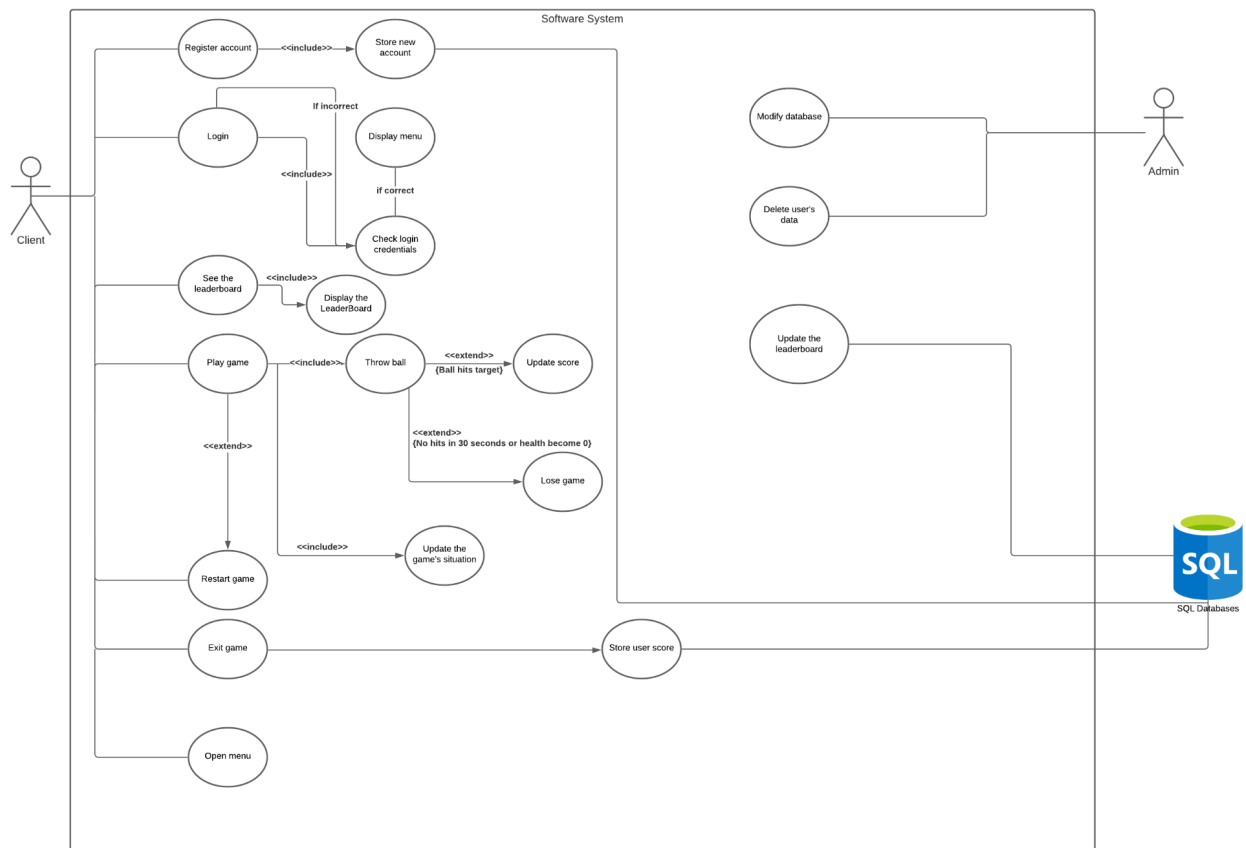 Software System
Register account
<<include>>
Store new
account
If incorrect
Login
Display menu
<<include>>
if correct
Check login
credentials
Client
Modify database
Admin
Delete user's
data
See the
leaderboard
<<include>>
Display the
LeaderBoard
Update the
leaderboard
Play game
<<include>>
Throw ball
<<extend>>
{Ball hits target}
Update score
<<extend>>
<<extend>>
{No hits in 30 seconds or health become 0}
Lose game
<<include>>
Update the
game's situation
Restart game
SQL
SQL Databases
Exit game
Store user score
Open menu